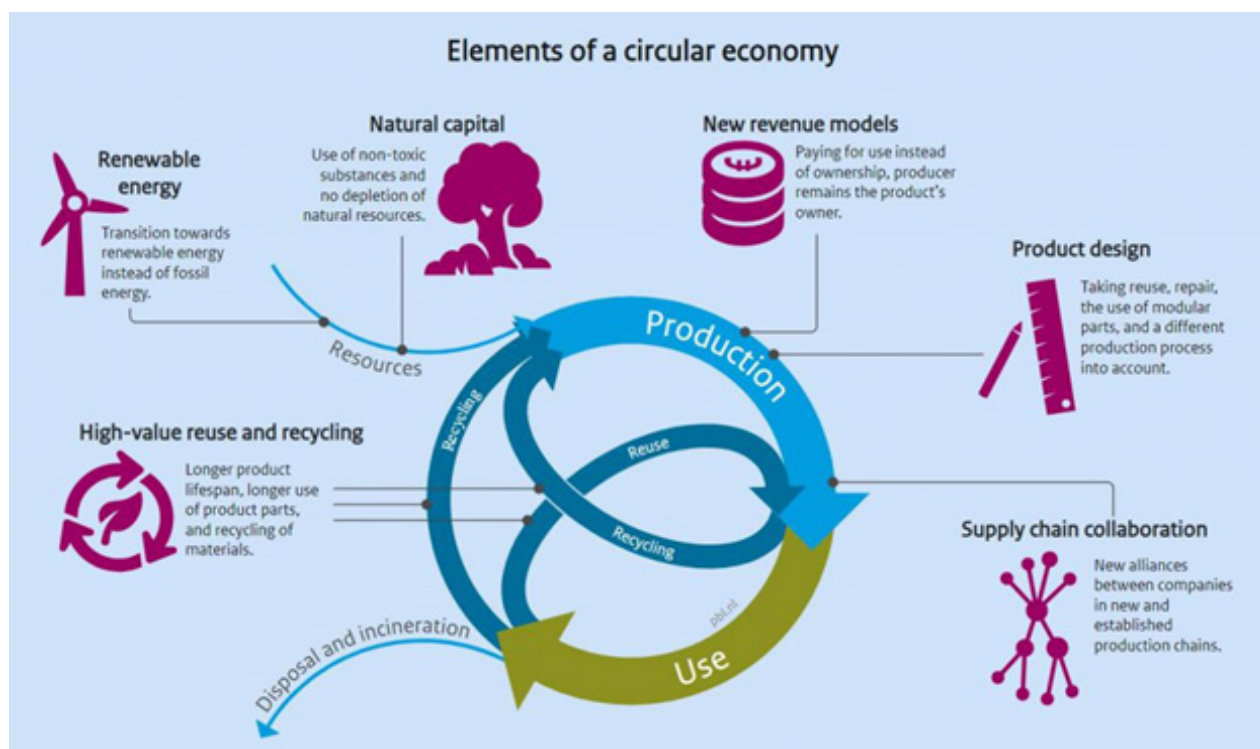 Elements of a circular economy
Natural capital
Use of non-toxic
substances and
no depletion of
natural resources.
New revenue models
Paying for use instead
of ownership, producer
remains the product's
owner.
Renewable
energy
Transition towards
renewable energy
instead of fossil
energy.
Product design
Taking reuse, repair,
the use of modular
parts, and a different
production process
into account.
Resources
Production
High-value reuse and recycling
Longer product
lifespan, longer use
of product parts,
and recycling of
materials.
Recycling
Reuse
Recycling
Supply chain collaboration
New alliances
between companies
in new and
established
production chains.
Disposal and incineration
Use
pbl.nl